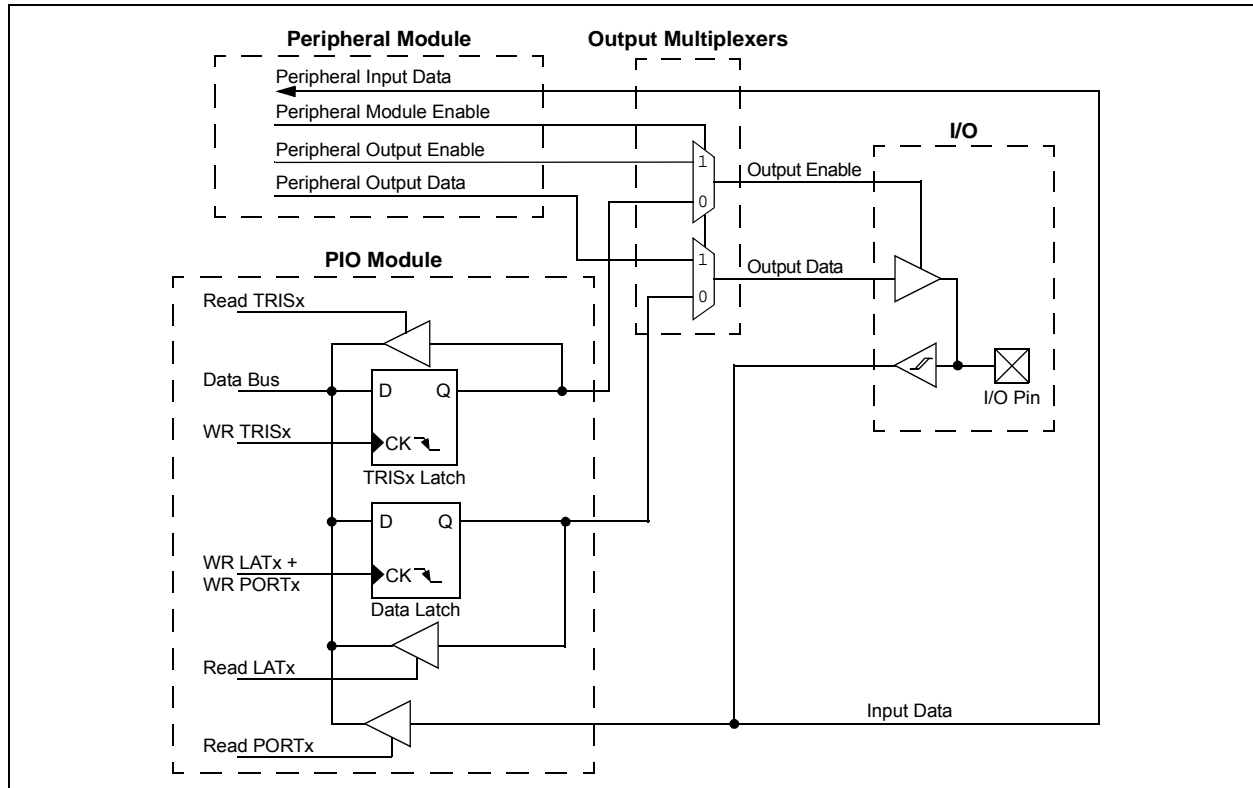 Peripheral Module
Output Multiplexers
Peripheral Input Data
Peripheral Module Enable
I/O
Peripheral Output Enable
1
Output Enable
Peripheral Output Data
0
PIO Module
1
Output Data
0
Read TRISx
Data Bus
D Q
I/O Pin
WR TRISx
CK
TRISx Latch
D Q
WR LATx +
WR PORTx
CK
Data Latch
Read LATx
Input Data
Read PORTx